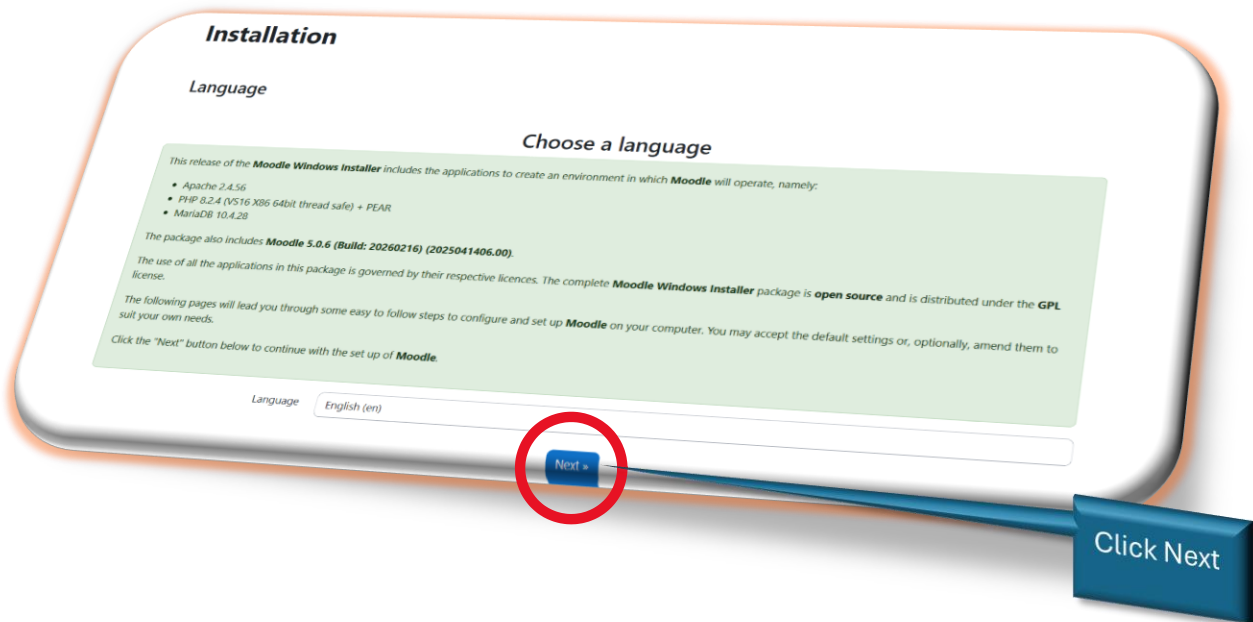 Installation
Language
Choose a language
This release of the Moodle Windows Installer includes the applications to create an environment in which Moodle will operate, namely:
• Apache 2.4.56
• PHP 8.2.4 (VS16 X86 64bit thread safe) + PEAR
• MariaDB 10.4.28
The package also includes Moodle 5.0.6 (Build: 20260216) (2025041406.00).
The use of all the applications in this package is governed by their respective licences. The complete Moodle Windows Installer package is open source and is distributed under the GPL
license.
The following pages will lead you through some easy to follow steps to configure and set up Moodle on your computer. You may accept the default settings or, optionally, amend them to
suit your own needs.
Click the "Next" button below to continue with the set up of Moodle.
Language English (en)
Next »
Click Next